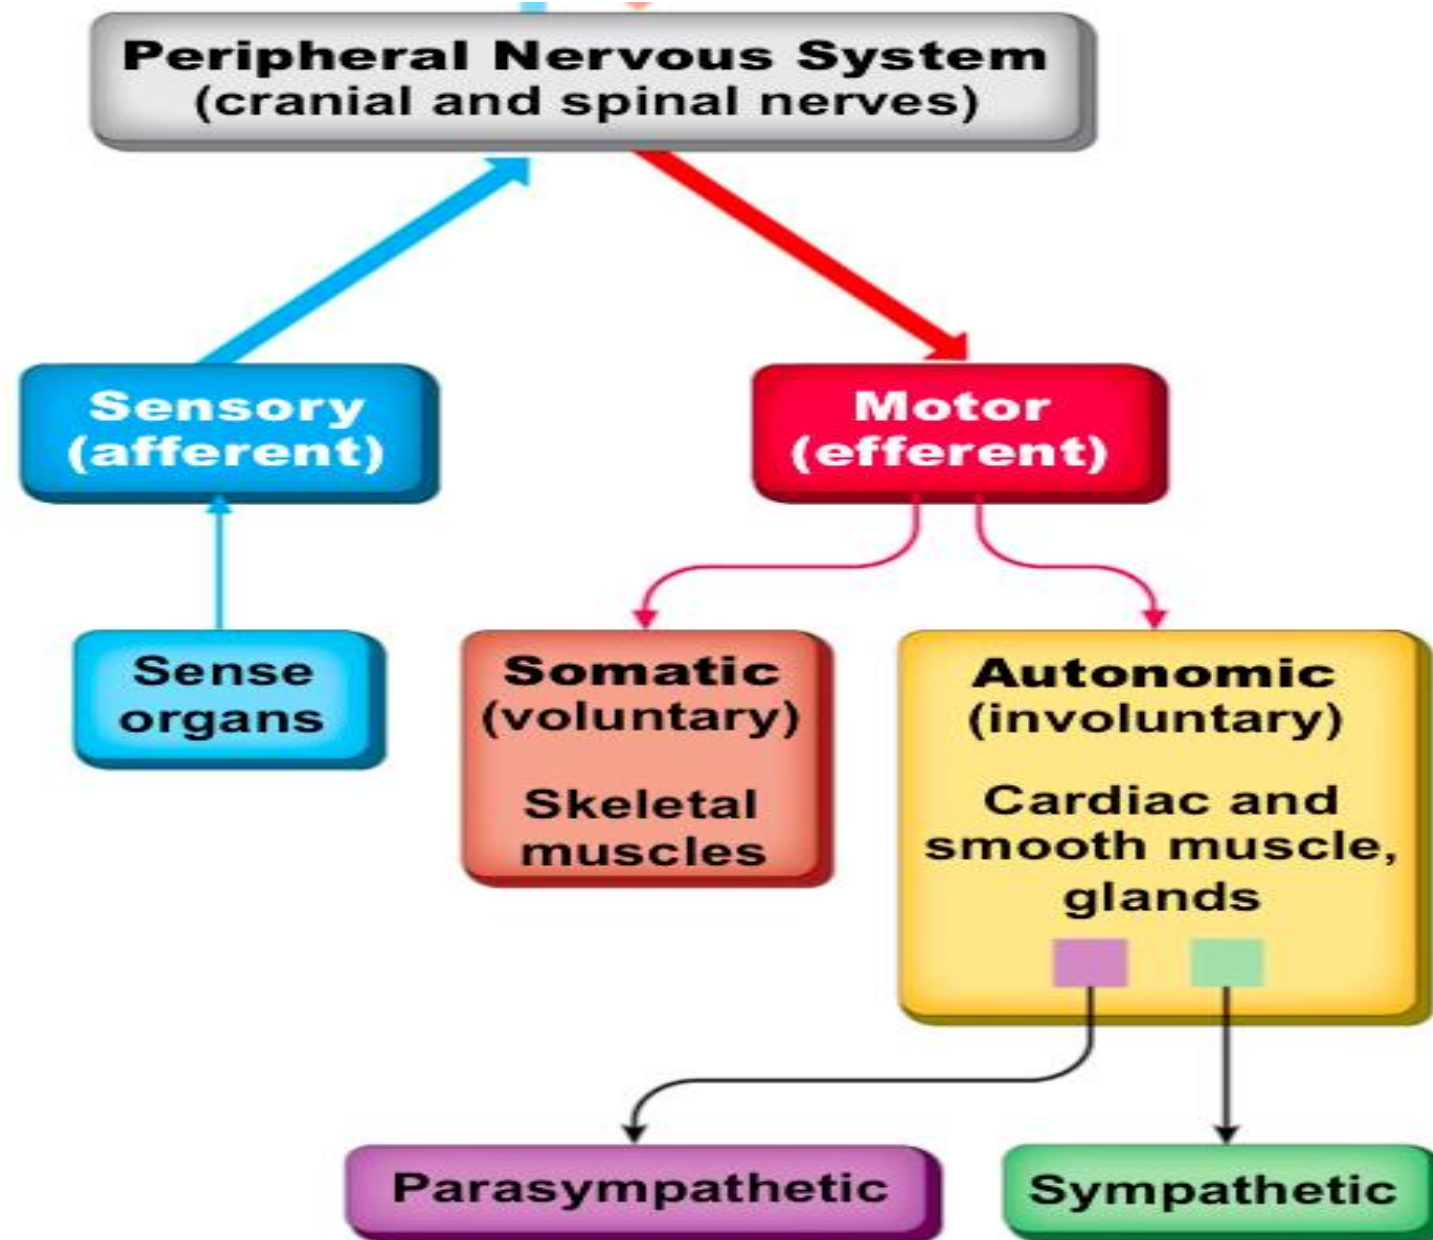 Peripheral Nervous System
(cranial and spinal nerves)
Sensory
(afferent)
Motor
(efferent)
Sense
organs
Somatic
(voluntary)
Skeletal
muscles
Autonomic
(involuntary)
Cardiac and
smooth muscle,
glands
Parasympathetic
Sympathetic